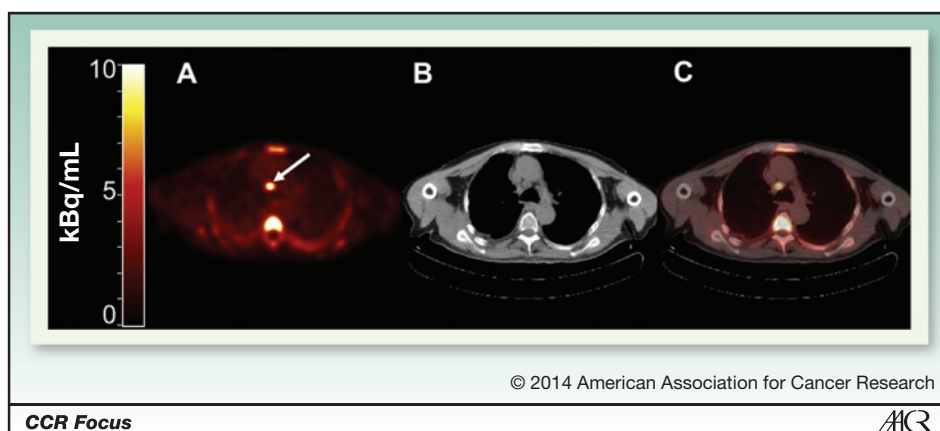 10
A
B
C
5
kBq/mL
0
© 2014 American Association for Cancer Research
CCR Focus
AACR